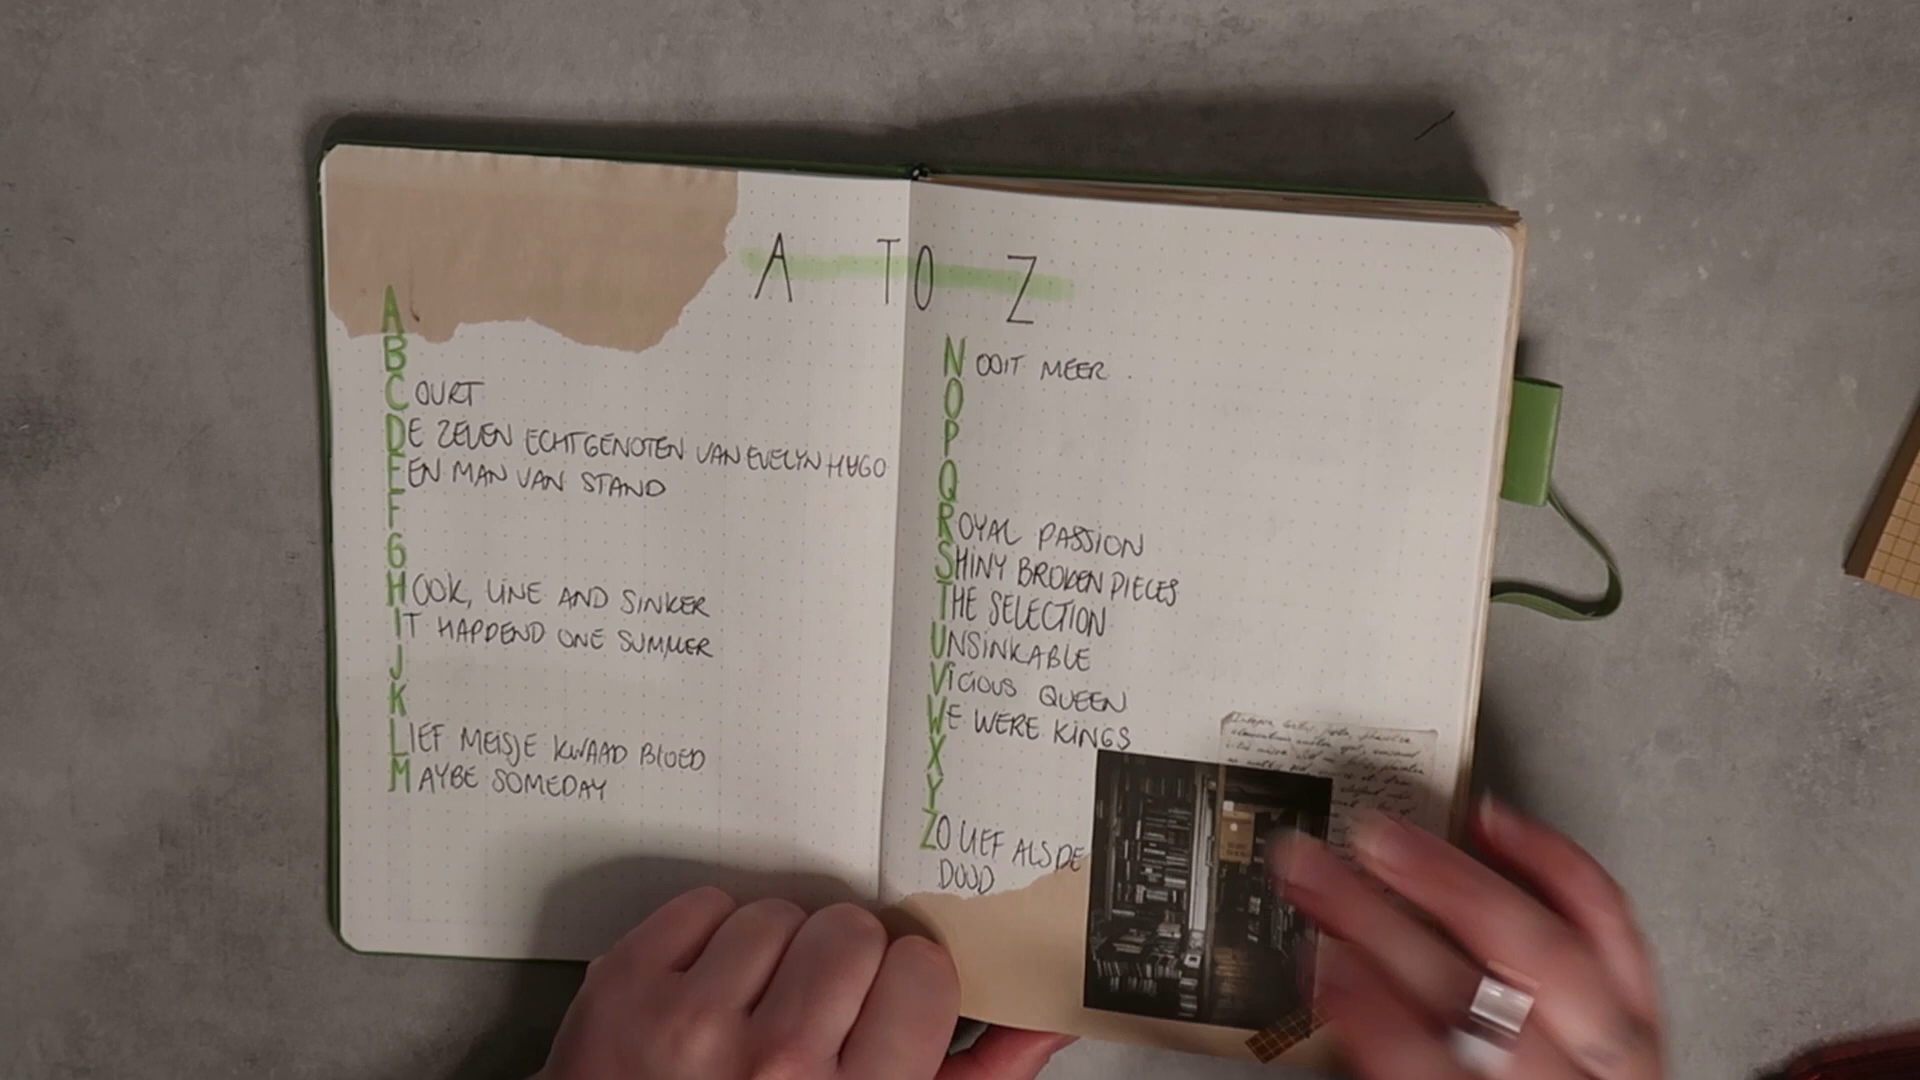 A TO Z
A
B
COURT
DE ZEVEN ECHTGENOTEN VAN EVELYN HUGO
EEN MAN VAN STAND
F
G
HOOK, LINE AND SINKER
IT HAPPEND ONE SUMMER
J
K
LIEF MEISJE KWAAD BLOED
MAYBE SOMEDAY
NOOIT MEER
O
P
Q
ROYAL PASSION
SHINY BROKEN PIECES
THE SELECTION
UNSINKABLE
VICIOUS QUEEN
WE WERE KINGS
X
Y
ZO LIEF ALS DE
DOOD